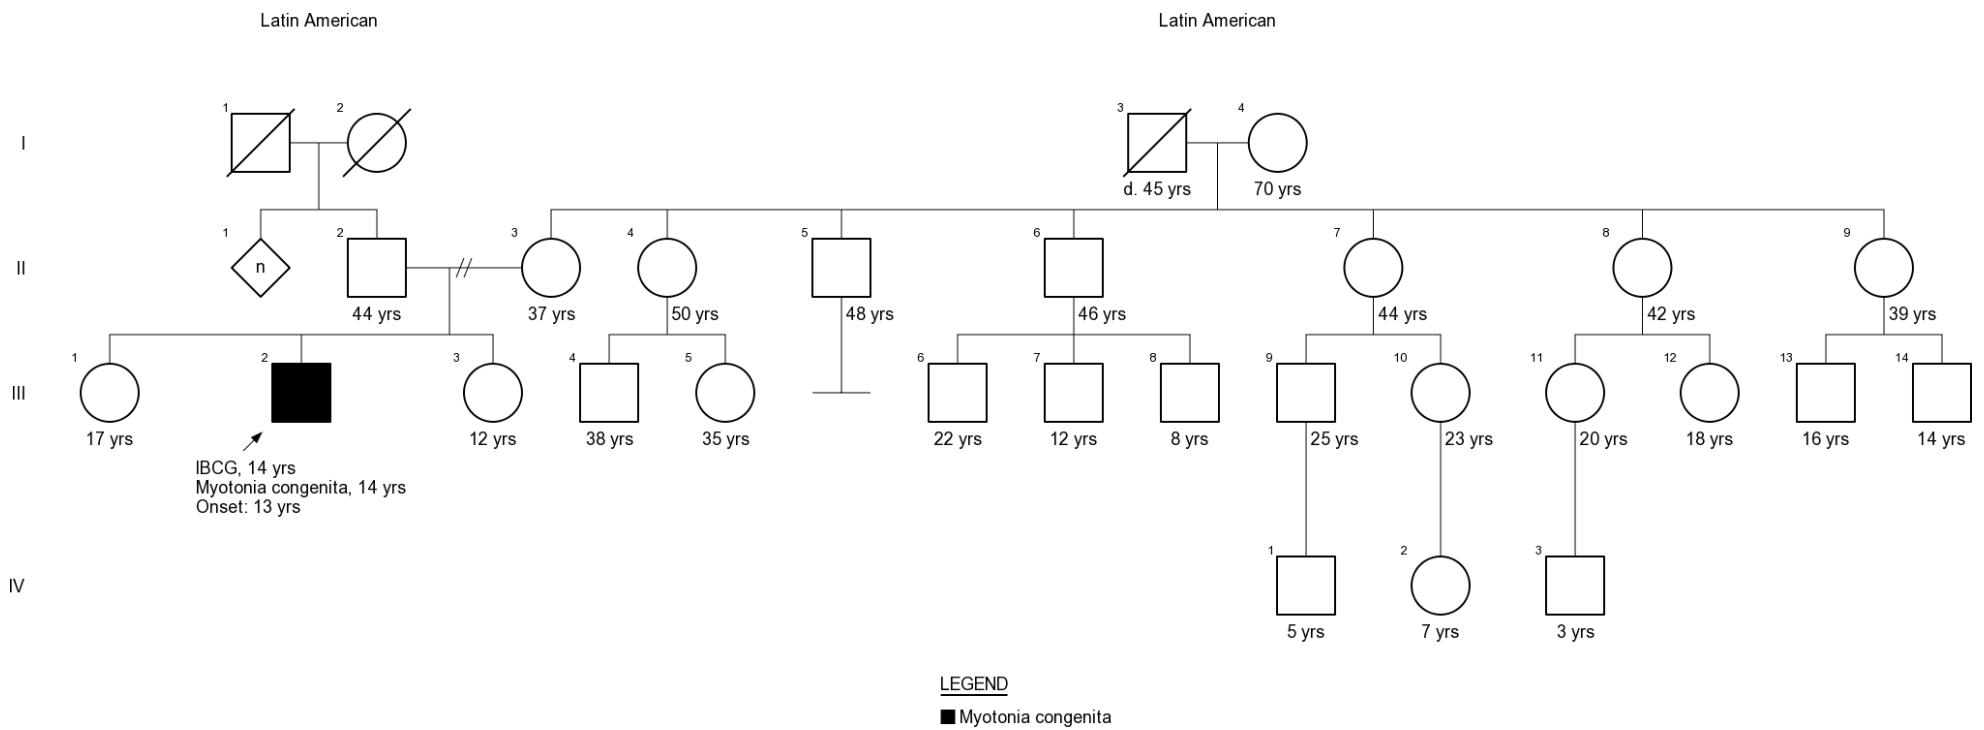 Latin American Latin American
1 2 3 4
I
d. 45 yrs 70 yrs
1 2 3 4 5 6 7 8 9
II n
44 yrs 37 yrs 50 yrs 48 yrs 46 yrs 44 yrs 42 yrs 39 yrs
1 2 3 4 5 6 7 8 9 10 11 12 13 14
III
17 yrs 12 yrs 38 yrs 35 yrs 22 yrs 12 yrs 8 yrs 25 yrs 23 yrs 20 yrs 18 yrs 16 yrs 14 yrs
IBCG, 14 yrs
Myotonia congenita, 14 yrs
Onset: 13 yrs
1 2 3
IV
5 yrs 7 yrs 3 yrs
LEGEND
Myotonia congenita